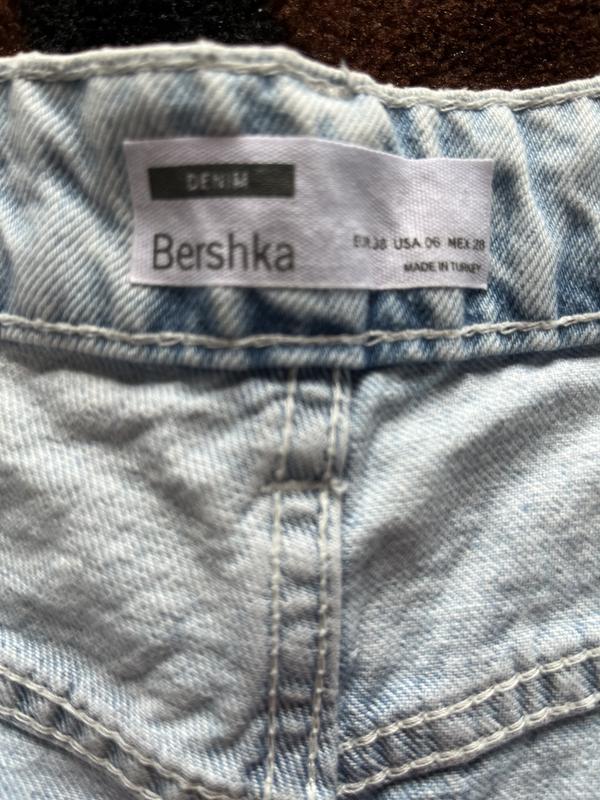 DENIM
Bershka
EUR 38 USA 06 MEX 28
MADE IN TURKEY